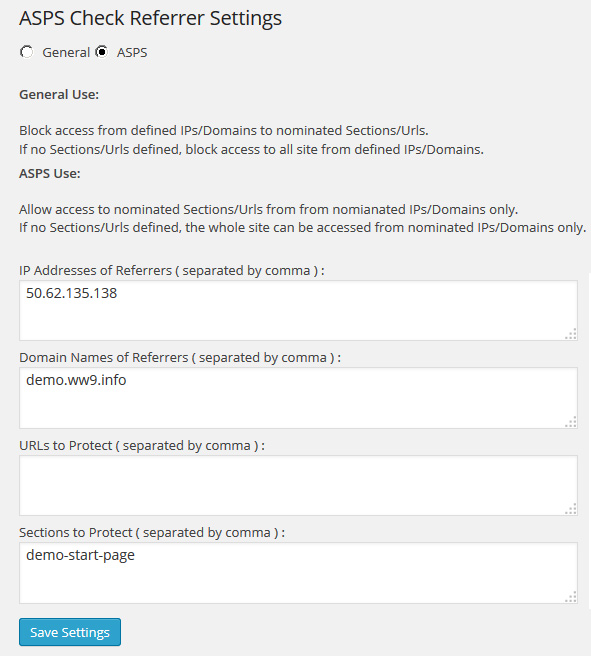 ASPS Check Referrer Settings
General ASPS
General Use:
Block access from defined IPs/Domains to nominated Sections/Urls.
If no Sections/Urls defined, block access to all site from defined IPs/Domains.
ASPS Use:
Allow access to nominated Sections/Urls from from nomianated IPs/Domains only.
If no Sections/Urls defined, the whole site can be accessed from nominated IPs/Domains only.
IP Addresses of Referrers ( separated by comma ) :
50.62.135.138
Domain Names of Referrers ( separated by comma ) :
demo.ww9.info
URLs to Protect ( separated by comma ) :
Sections to Protect ( separated by comma ) :
demo-start-page
Save Settings